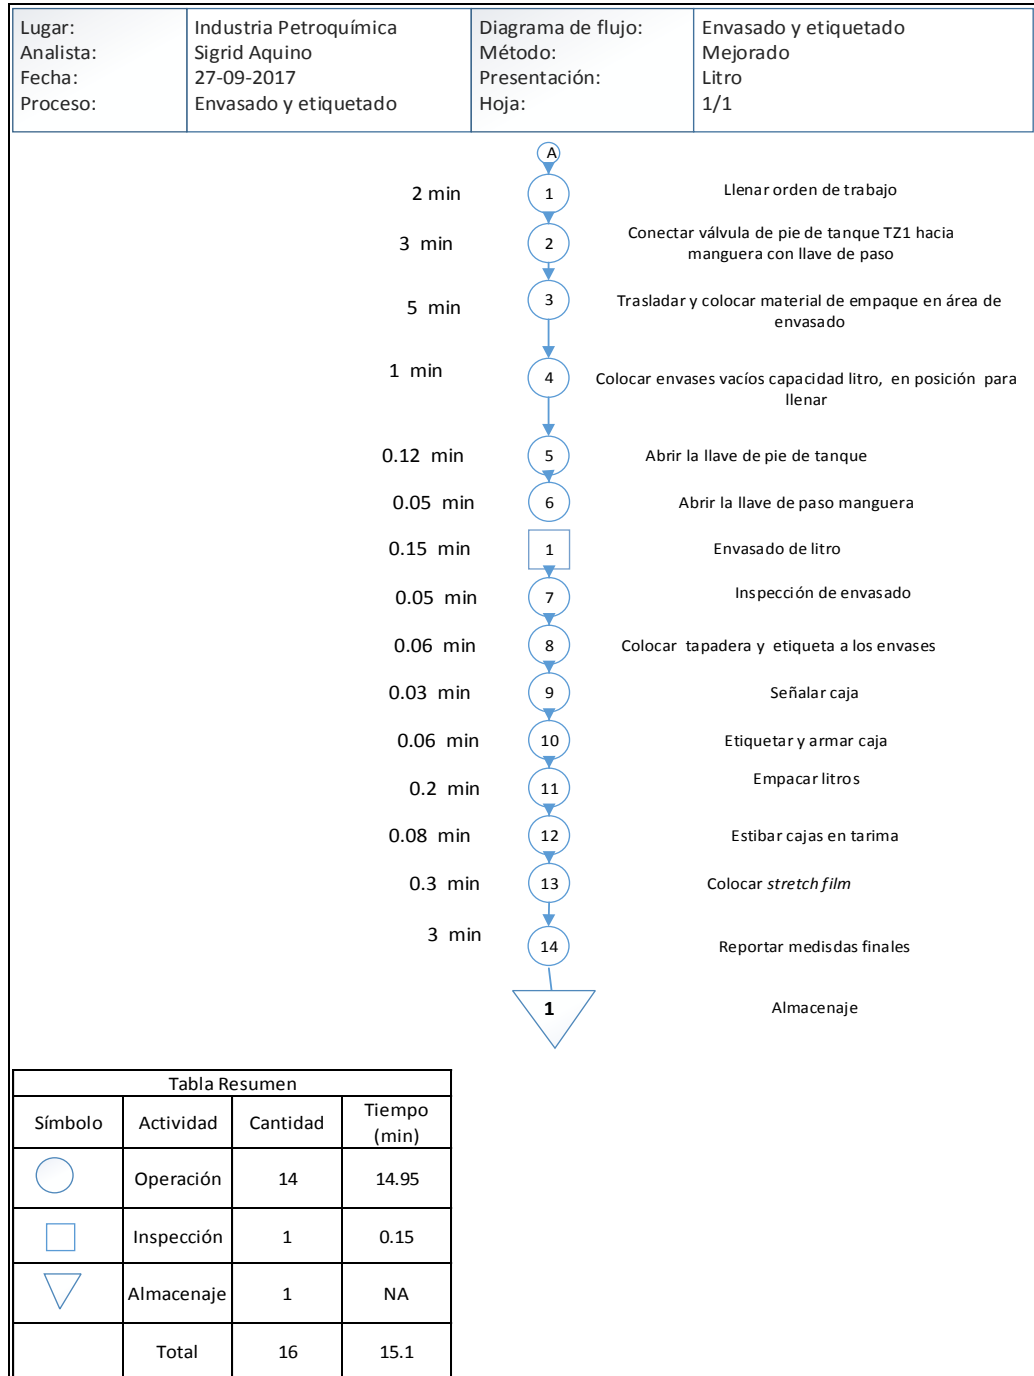 Lugar: Industria Petroquímica Diagrama de flujo: Envasado y etiquetado
Analista: Sigrid Aquino Método: Mejorado
Fecha: 27-09-2017 Presentación: Litro
Proceso: Envasado y etiquetado Hoja: 1/1
A
2 min 1 Llenar orden de trabajo
3 min 2 Conectar válvula de pie de tanque TZ1 hacia
manguera con llave de paso
5 min 3 Trasladar y colocar material de empaque en área de
envasado
1 min 4 Colocar envases vacíos capacidad litro, en posición para
llenar
0.12 min 5 Abrir la llave de pie de tanque
0.05 min 6 Abrir la llave de paso manguera
0.15 min 1 Envasado de litro
0.05 min 7 Inspección de envasado
0.06 min 8 Colocar tapadera y etiqueta a los envases
0.03 min 9 Señalar caja
0.06 min 10 Etiquetar y armar caja
0.2 min 11 Empacar litros
0.08 min 12 Estibar cajas en tarima
0.3 min 13 Colocar stretch film
3 min 14 Reportar medisdas finales
1 Almacenaje
Tabla Resumen
Símbolo Actividad Cantidad Tiempo
(min)
Operación 14 14.95
Inspección 1 0.15
Almacenaje 1 NA
Total 16 15.1